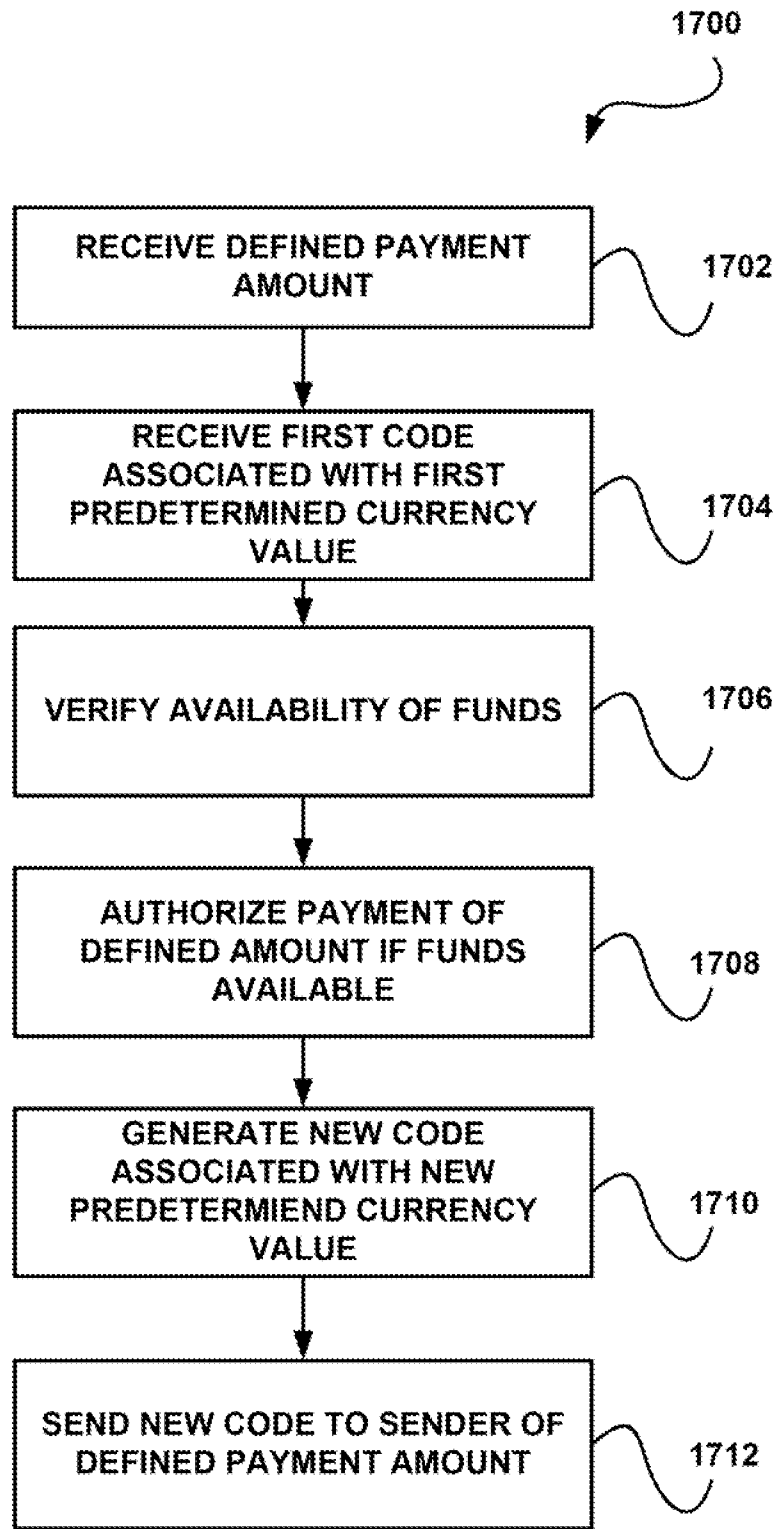 1700
RECEIVE DEFINED PAYMENT
AMOUNT
1702
RECEIVE FIRST CODE
ASSOCIATED WITH FIRST
PREDETERMINED CURRENCY
VALUE
1704
VERIFY AVAILABILITY OF FUNDS
1706
AUTHORIZE PAYMENT OF
DEFINED AMOUNT IF FUNDS
AVAILABLE
1708
GENERATE NEW CODE
ASSOCIATED WITH NEW
PREDETERMIEND CURRENCY
VALUE
1710
SEND NEW CODE TO SENDER OF
DEFINED PAYMENT AMOUNT
1712